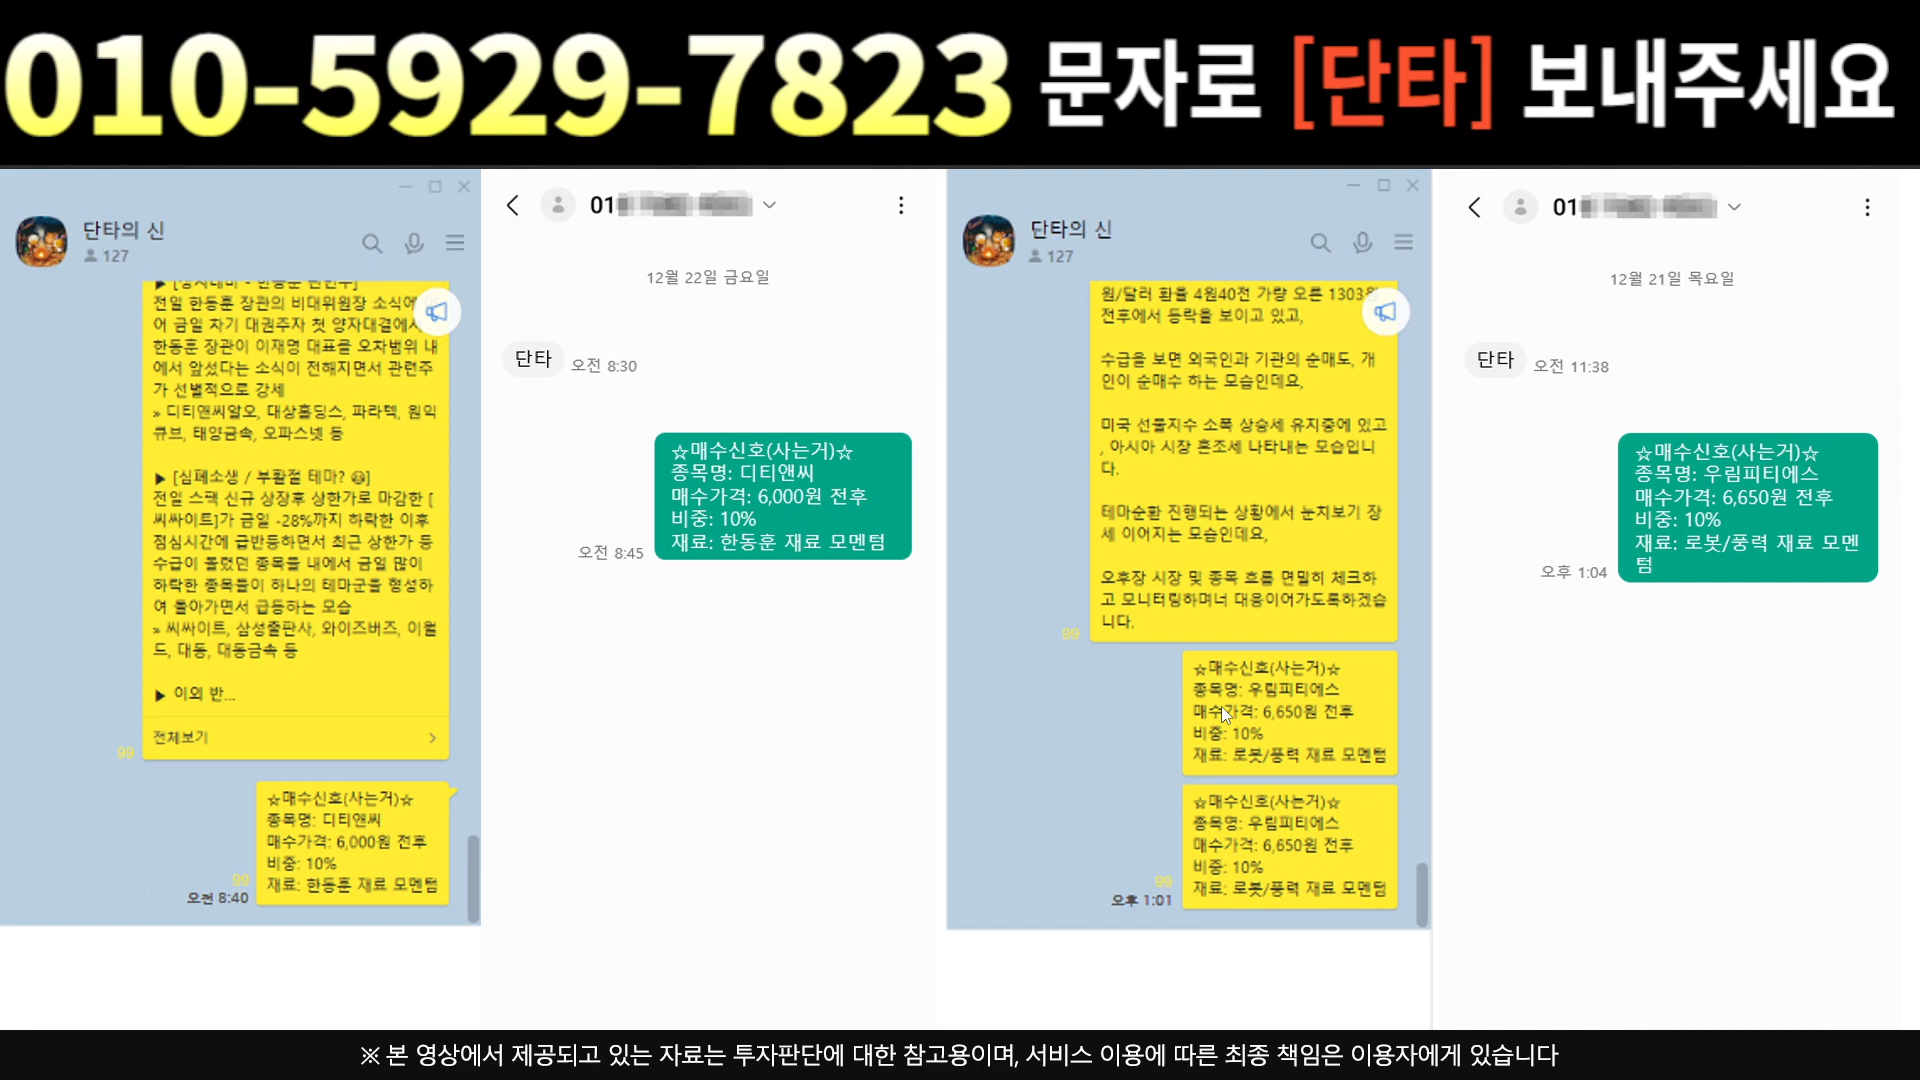 010-5929-7823 문자로 [단타] 보내주세요
단타의 신
127
전일 한동훈 장관의 비대위원장 소식에
어 금일 차기 대권주자 첫 양자대결에서
한동훈 장관이 이재명 대표를 오차범위 내
에서 앞섰다는 소식이 전해지면서 관련주
가 선별적으로 강세
» 디티앤씨알오, 대상홀딩스, 파라텍, 원익
큐브, 태양금속, 오파스넷 등
▶ [심폐소생 / 부활절 테마? 😃]
전일 스팩 신규 상장후 상한가로 마감한 [
씨싸이트]가 금일 -28%까지 하락한 이후
점심시간에 급반등하면서 최근 상한가 등
수급이 몰렸던 종목들 내에서 금일 많이
하락한 종목들이 하나의 테마군을 형성하
여 돌아가면서 급등하는 모습
» 씨싸이트, 삼성출판사, 와이즈버즈, 이월
드, 대동, 대동금속 등
▶ 이외 반...
전체보기
99
☆매수신호(사는거)☆
종목명: 디티앤씨
매수가격: 6,000원 전후
비중: 10%
재료: 한동훈 재료 모멘텀
99
오전 8:40
01
12월 22일 금요일
단타
오전 8:30
☆매수신호(사는거)☆
종목명: 디티앤씨
매수가격: 6,000원 전후
비중: 10%
재료: 한동훈 재료 모멘텀
오전 8:45
단타의 신
127
원/달러 환율 4원40전 가량 오른 1303원
전후에서 등락을 보이고 있고,
수급을 보면 외국인과 기관의 순매도, 개
인이 순매수 하는 모습인데요,
미국 선물지수 소폭 상승세 유지중에 있고
, 아시아 시장 혼조세 나타내는 모습입니
다.
테마순환 진행되는 상황에서 눈치보기 장
세 이어지는 모습인데요,
오후장 시장 및 종목 흐름 면밀히 체크하
고 모니터링하며너 대응이어가도록하겠습
니다.
99
☆매수신호(사는거)☆
종목명: 우림피티에스
매수가격: 6,650원 전후
비중: 10%
재료: 로봇/풍력 재료 모멘텀
☆매수신호(사는거)☆
종목명: 우림피티에스
매수가격: 6,650원 전후
비중: 10%
재료: 로봇/풍력 재료 모멘텀
99
오후 1:01
01
12월 21일 목요일
단타
오전 11:38
☆매수신호(사는거)☆
종목명: 우림피티에스
매수가격: 6,650원 전후
비중: 10%
재료: 로봇/풍력 재료 모멘
텀
오후 1:04
※ 본 영상에서 제공되고 있는 자료는 투자판단에 대한 참고용이며, 서비스 이용에 따른 최종 책임은 이용자에게 있습니다